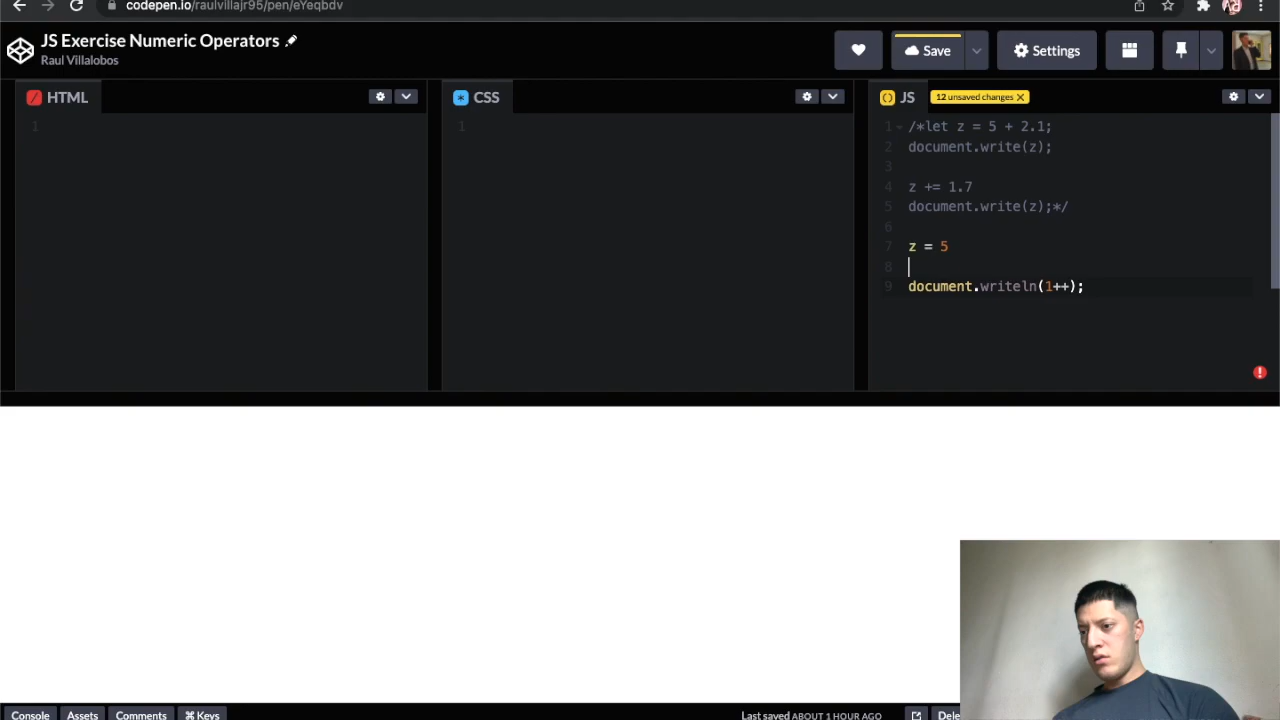 codepen.io/raulvillajr95/pen/eYeqbdv
JS Exercise Numeric Operators
Raul Villalobos
Save
Settings
HTML
CSS
JS
12 unsaved changes X
1
1
1 /*let z = 5 + 2.1;
2 document.write(z);
3
4 z += 1.7
5 document.write(z);*/
6
7 z = 5
8
9 document.writeln(1++);
Console
Assets
Comments
⌘ Keys
Last saved ABOUT 1 HOUR AGO
Dele